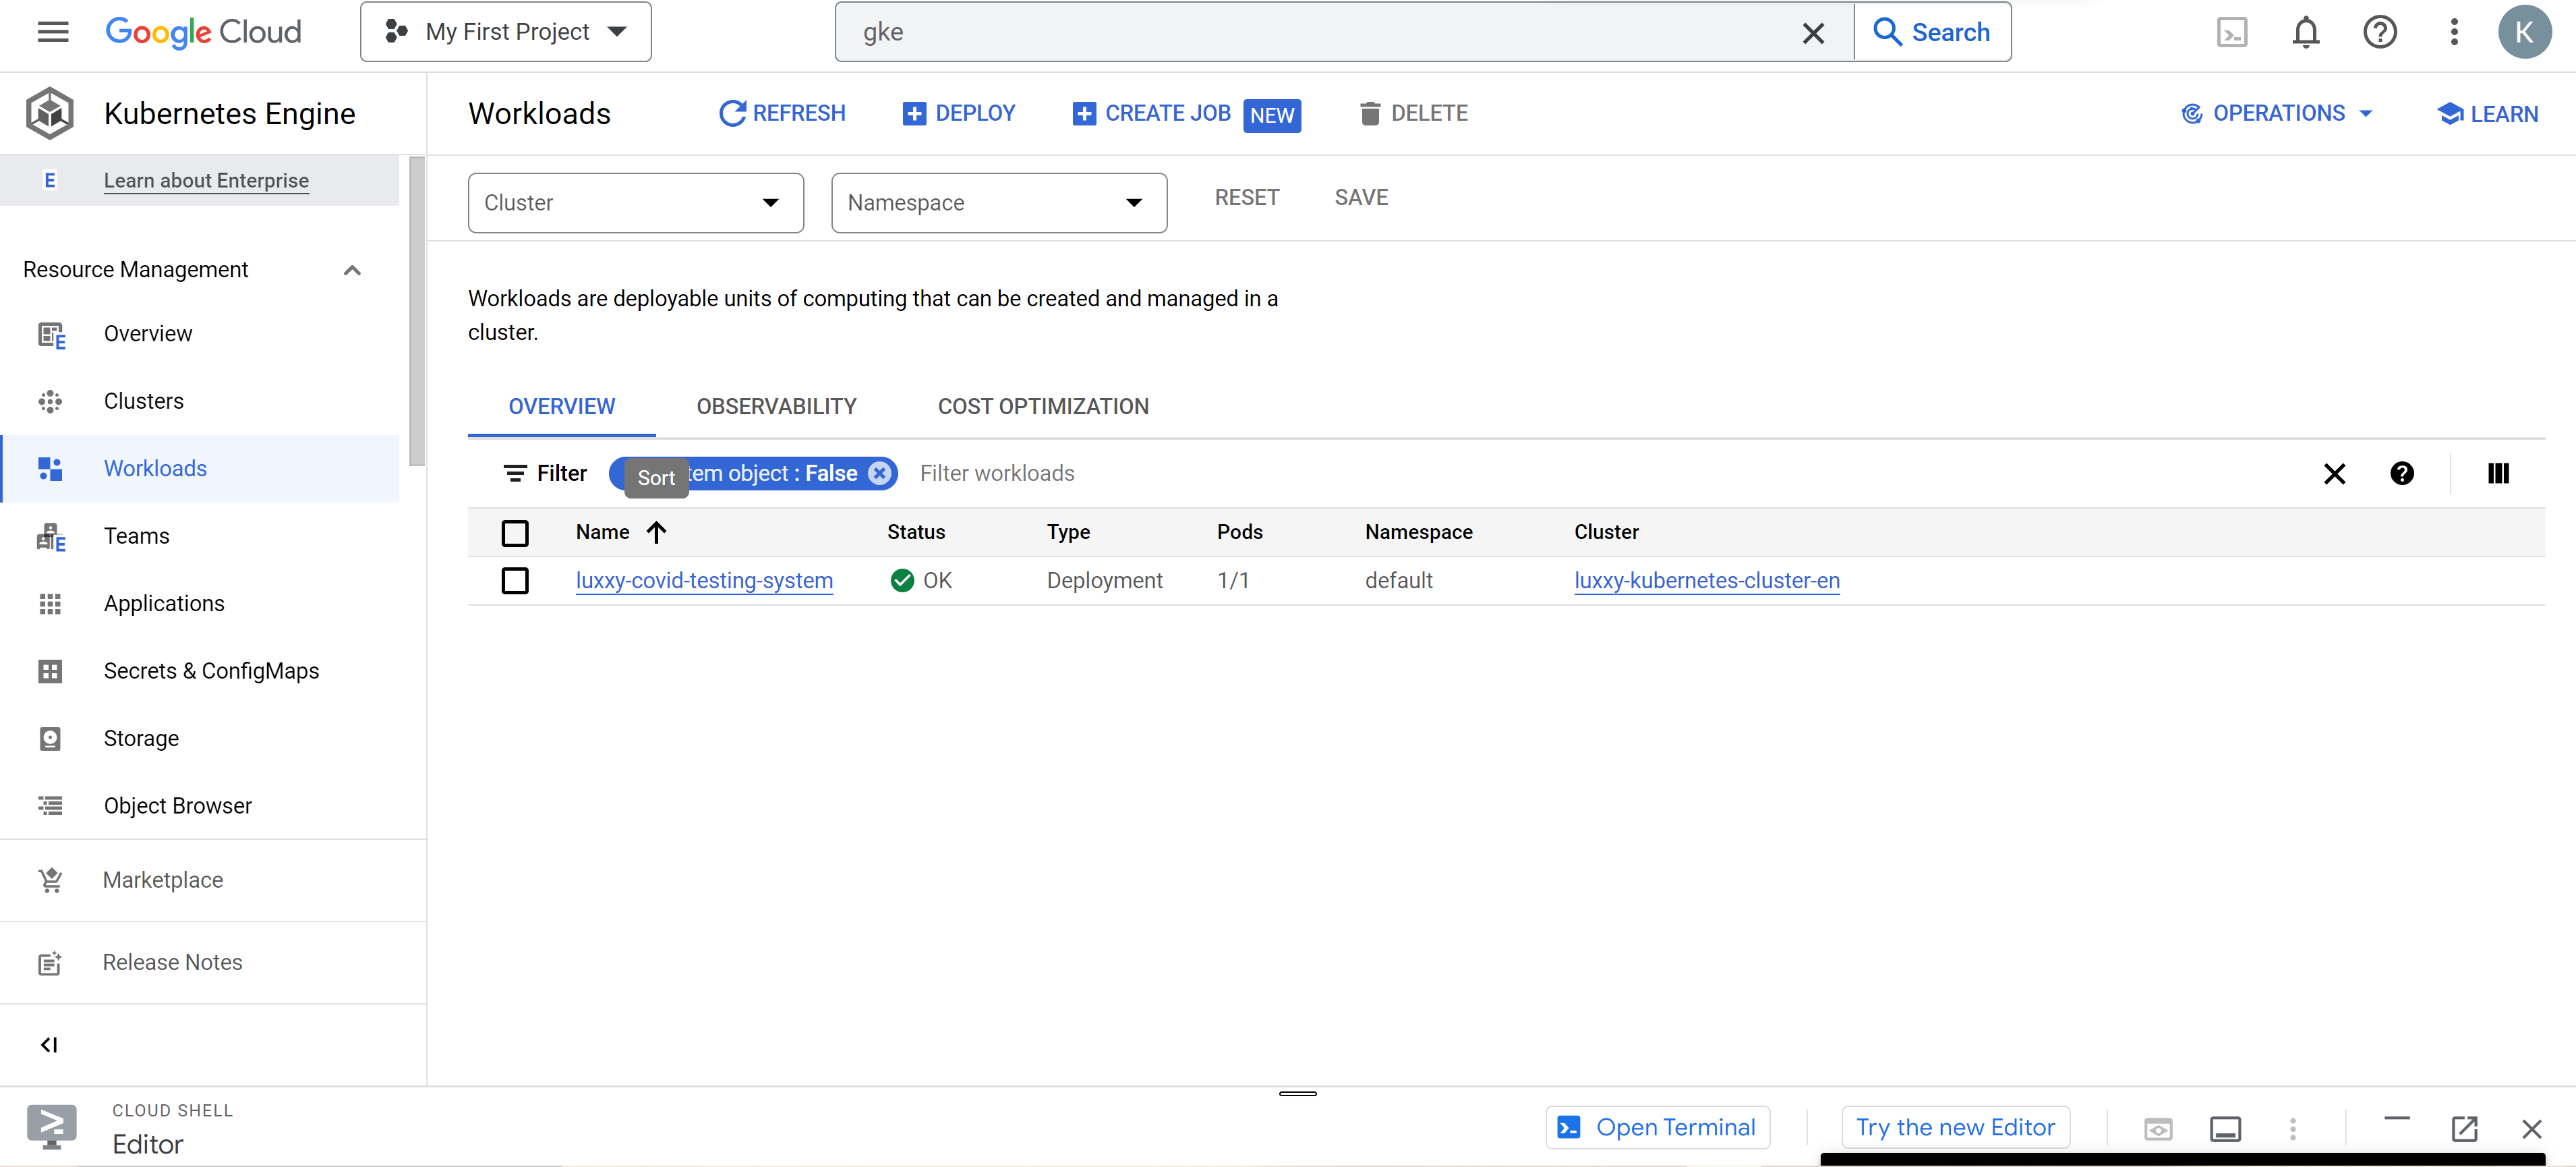 Google Cloud
My First Project
gke
Search
K
Kubernetes Engine
Workloads
REFRESH
DEPLOY
CREATE JOB
NEW
DELETE
OPERATIONS
LEARN
E
Learn about Enterprise
Cluster
Namespace
RESET
SAVE
Resource Management
Overview
Clusters
Workloads
Teams
Applications
Secrets & ConfigMaps
Storage
Object Browser
Marketplace
Release Notes
Workloads are deployable units of computing that can be created and managed in a
cluster.
OVERVIEW
OBSERVABILITY
COST OPTIMIZATION
Filter
Sort
object : False
Filter workloads
Name
Status
Type
Pods
Namespace
Cluster
luxxy-covid-testing-system
OK
Deployment
1/1
default
luxxy-kubernetes-cluster-en
CLOUD SHELL
Editor
Open Terminal
Try the new Editor